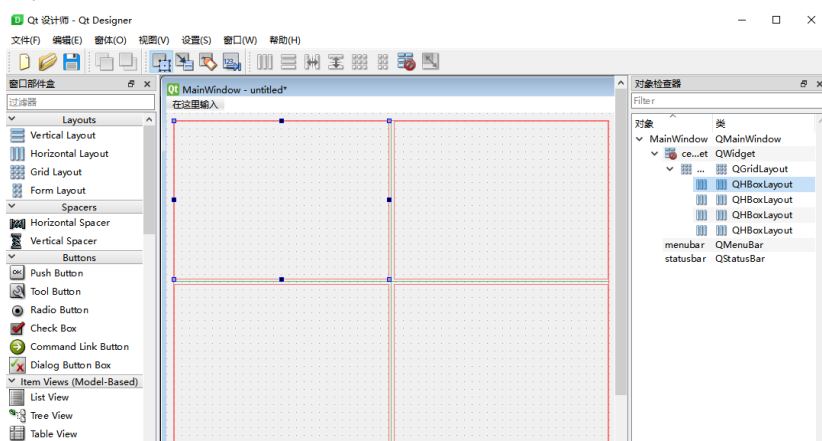 Qt 设计师 - Qt Designer
文件(F) 编辑(E) 窗体(O) 视图(V) 设置(S) 窗口(W) 帮助(H)
窗口部件盒
过滤器
Layouts
Vertical Layout
Horizontal Layout
Grid Layout
Form Layout
Spacers
Horizontal Spacer
Vertical Spacer
Buttons
Push Button
Tool Button
Radio Button
Check Box
Command Link Button
Dialog Button Box
Item Views (Model-Based)
List View
Tree View
Table View
MainWindow - untitled*
在这里输入
对象检查器
Filter
对象 类
MainWindow QMainWindow
ce...et QWidget
... QGridLayout
QHBoxLayout
QHBoxLayout
QHBoxLayout
QHBoxLayout
menubar QMenuBar
statusbar QStatusBar